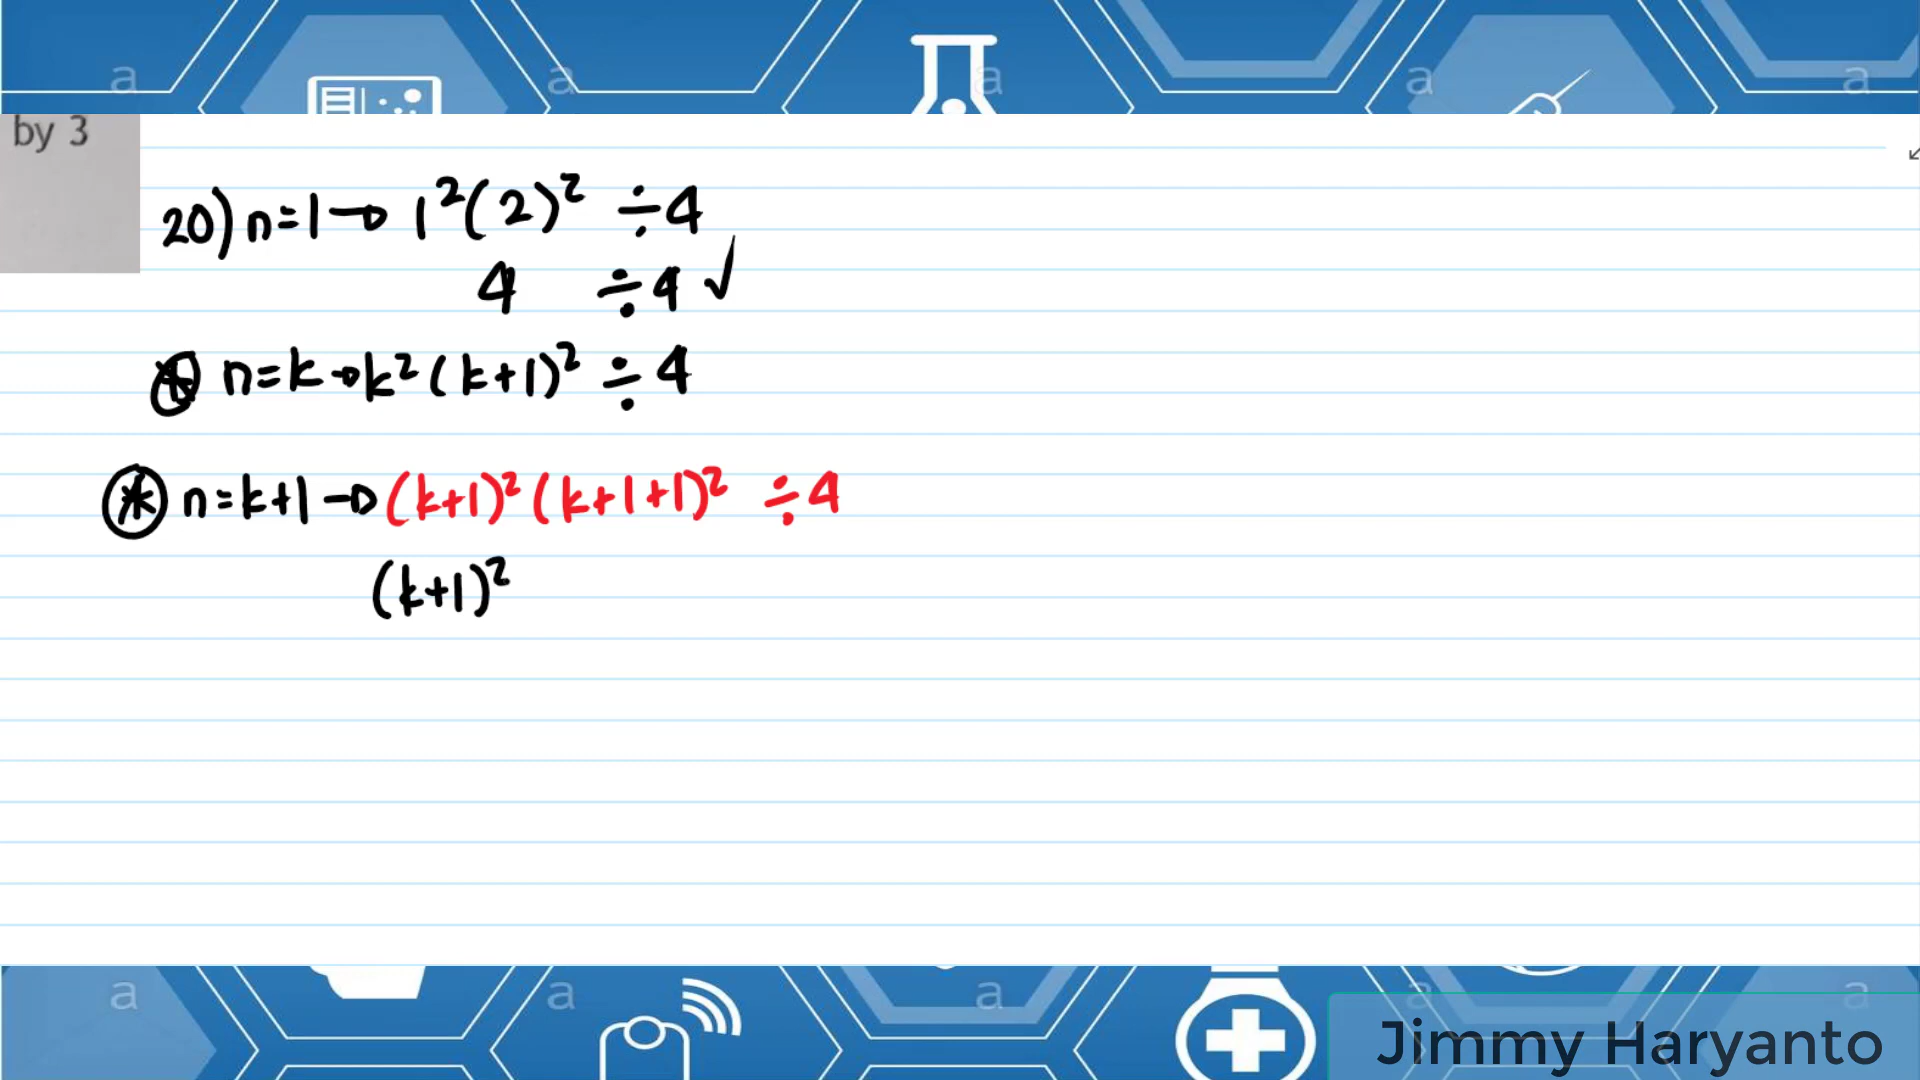 by 3
20) n=1→ 1²(2)² ÷4
4 ÷4 ✓
✱ n=k→k²(k+1)² ÷4
✱ n=k+1→(k+1)²(k+1+1)² ÷4
(k+1)²
a a a a a
a a a a a
Jimmy Haryanto